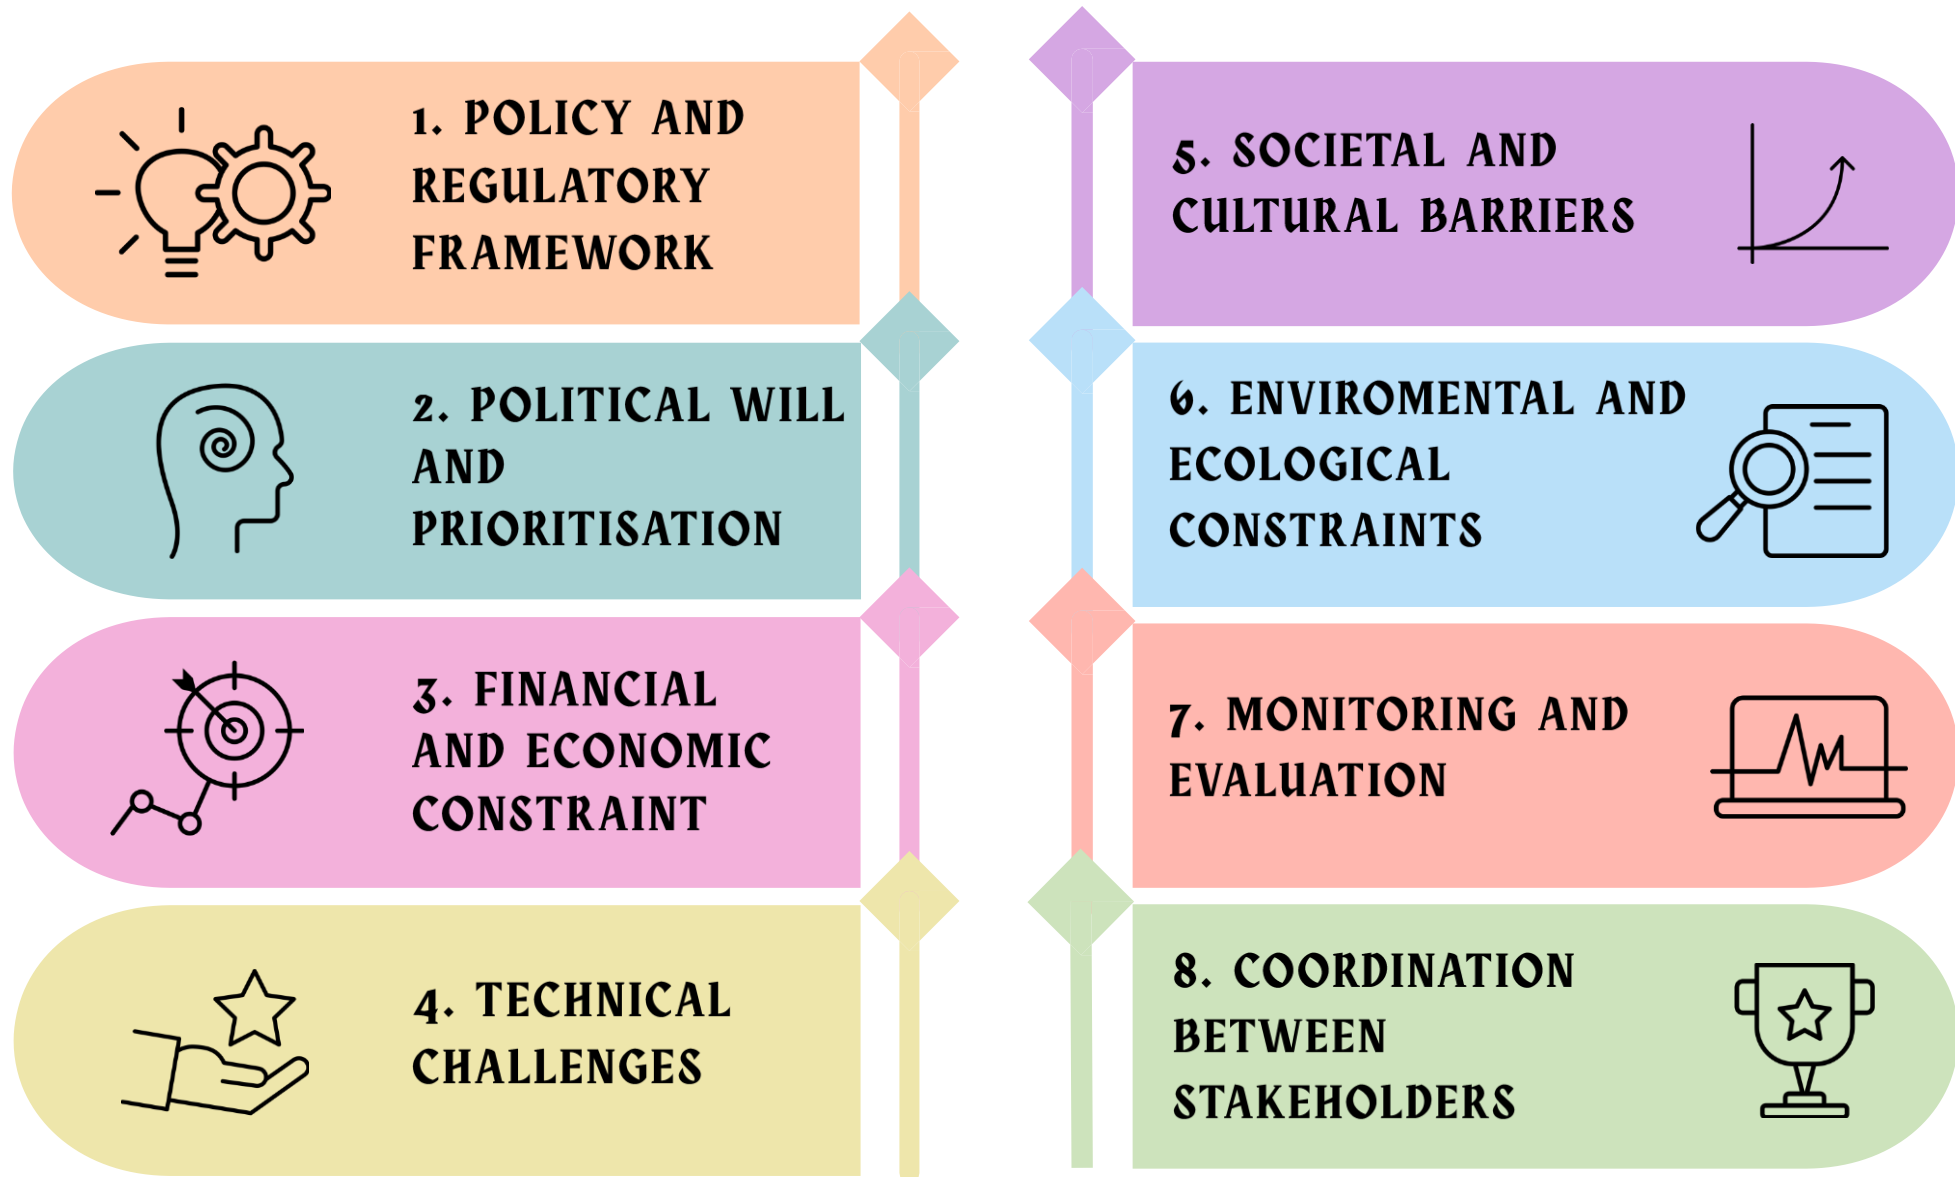 1. POLICY AND
REGULATORY
FRAMEWORK
2. POLITICAL WILL
AND
PRIORITISATION
3. FINANCIAL
AND ECONOMIC
CONSTRAINT
4. TECHNICAL
CHALLENGES
5. SOCIETAL AND
CULTURAL BARRIERS
6. ENVIROMENTAL AND
ECOLOGICAL
CONSTRAINTS
7. MONITORING AND
EVALUATION
8. COORDINATION
BETWEEN
STAKEHOLDERS